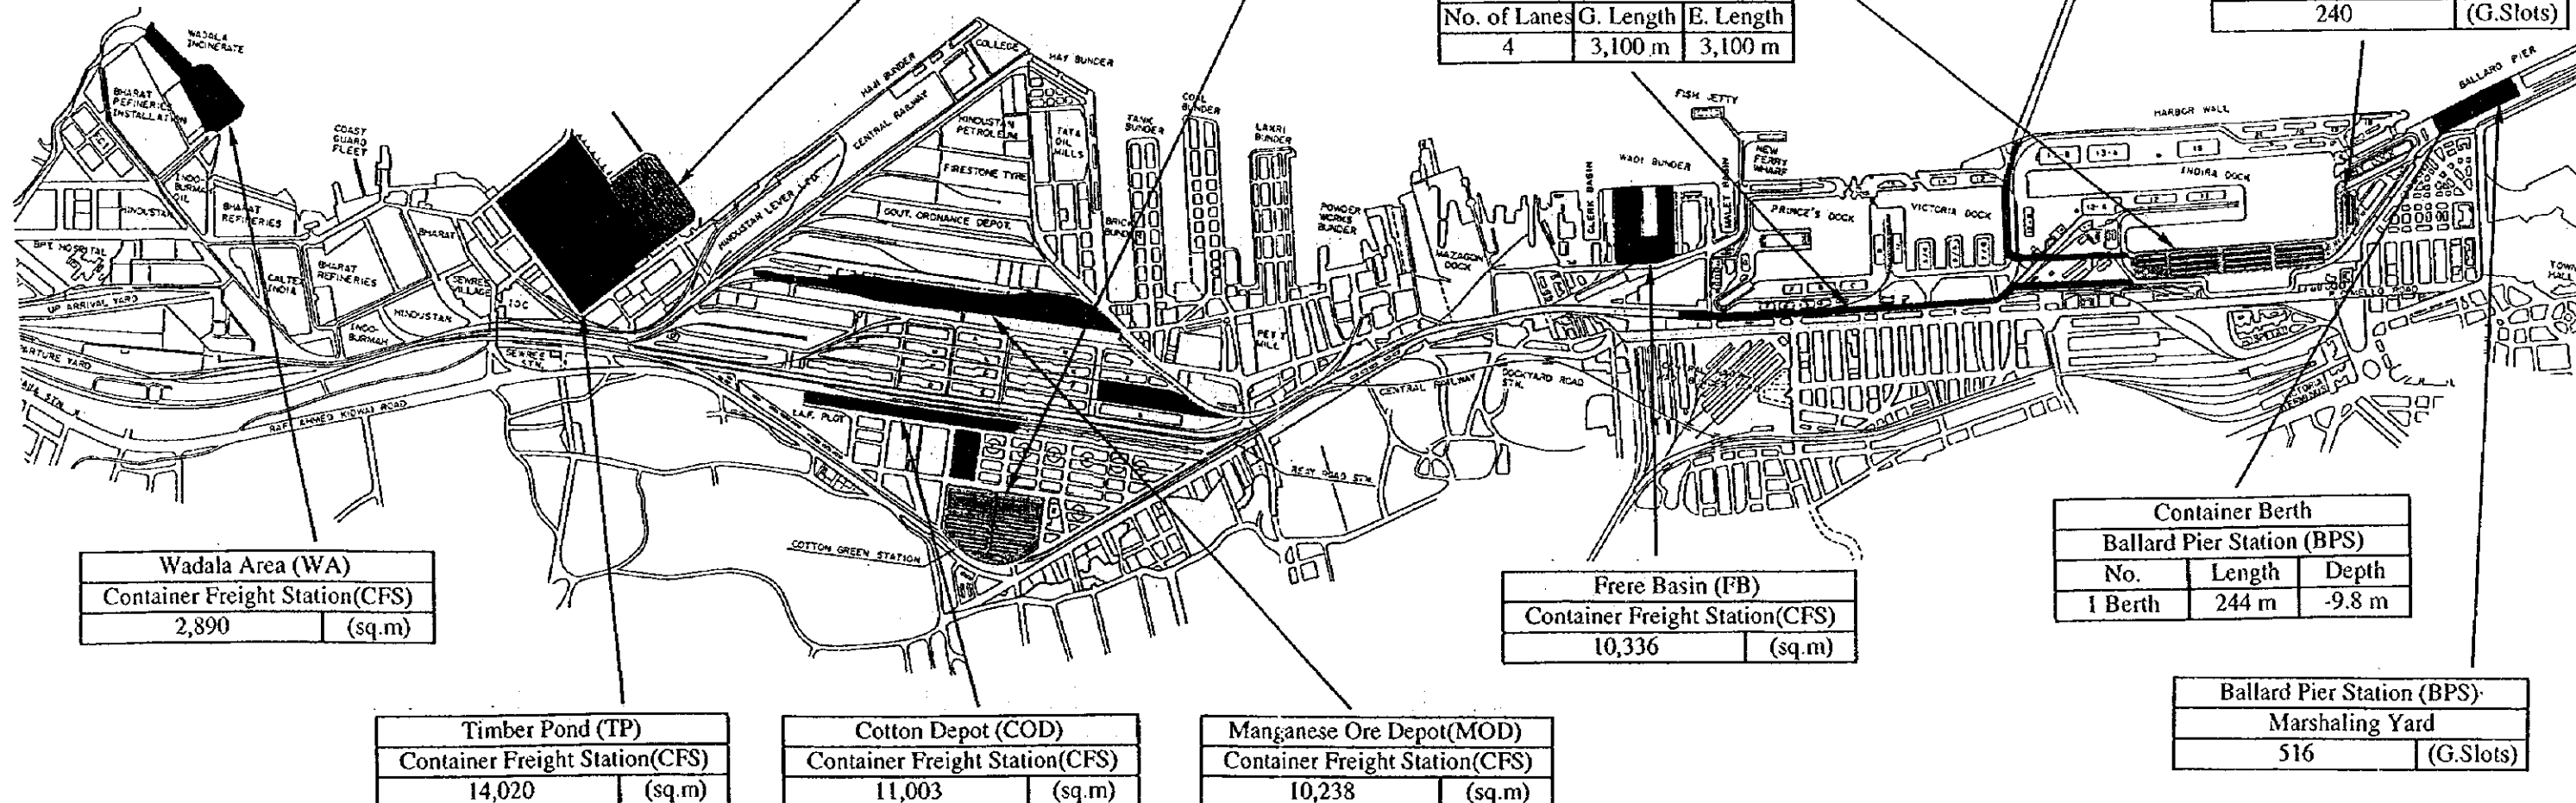 No. of Lanes G. Length E. Length
4 3,100 m 3,100 m
240 (G.Slots)
WADALA
INCINERATE
BHARAT
REFINERIES
INSTALLATION
COAST
GUARD
FLEET
INDO-
BURMAH
OIL
HINDUSTAN
BHARAT
REFINERIES
BPT. HOSPITAL
UP ARRIVAL YARD
CALTEX
INDIA
BHARAT
REFINERIES
BHARAT
SEWREE
VILLAGE
IOC
HINDUSTAN
INDO-
BURMAH
SEWREE
STN.
RAFI AHMED KIDWAI ROAD
HAJI BUNDER
COLLEGE
HAY BUNDER
CENTRAL RAILWAY
HINDUSTAN LEVER LTD.
HINDUSTAN
PETROLEUM
TATA
OIL
MILLS
FIRESTONE TYRE
GOUT. ORDNANCE DEPOT.
TANK
BUNDER
COAL
BUNDER
LAKRI
BUNDER
BRICK
BUNDER
POWDER
WORKS
BUNDER
PETIT
MILL
MAZAGON
DOCK
FISH JETTY
CLERK BASIN
WADI BUNDER
MALET BASIN
NEW
FERRY
WHARF
PRINCE'S DOCK
VICTORIA DOCK
HARBOR WALL
INDIRA DOCK
BALLARD PIER
TOWN
HALL
CENTRAL RAILWAY
DOCKYARD ROAD
STN.
REAY ROAD STN.
COTTON GREEN STATION
Wadala Area (WA)
Container Freight Station(CFS)
2,890 (sq.m)
Timber Pond (TP)
Container Freight Station(CFS)
14,020 (sq.m)
Cotton Depot (COD)
Container Freight Station(CFS)
11,003 (sq.m)
Manganese Ore Depot(MOD)
Container Freight Station(CFS)
10,238 (sq.m)
Frere Basin (FB)
Container Freight Station(CFS)
10,336 (sq.m)
Container Berth
Ballard Pier Station (BPS)
No. Length Depth
1 Berth 244 m -9.8 m
Ballard Pier Station (BPS)
Marshaling Yard
516 (G.Slots)